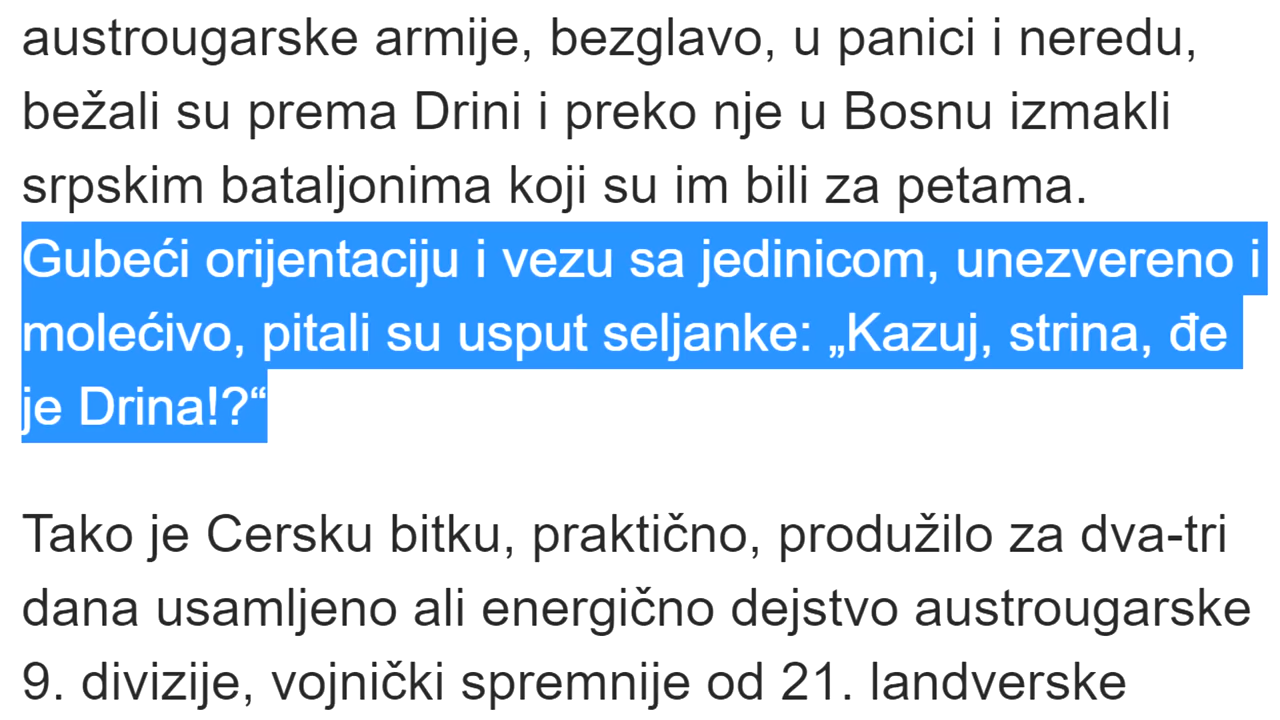 austrougarske armije, bezglavo, u panici i neredu,
bežali su prema Drini i preko nje u Bosnu izmakli
srpskim bataljonima koji su im bili za petama.
Gubeći orijentaciju i vezu sa jedinicom, unezvereno i
molećivo, pitali su usput seljanke: „Kazuj, strina, đe
je Drina!?“
Tako je Cersku bitku, praktično, produžilo za dva-tri
dana usamljeno ali energično dejstvo austrougarske
9. divizije, vojnički spremnije od 21. landverske